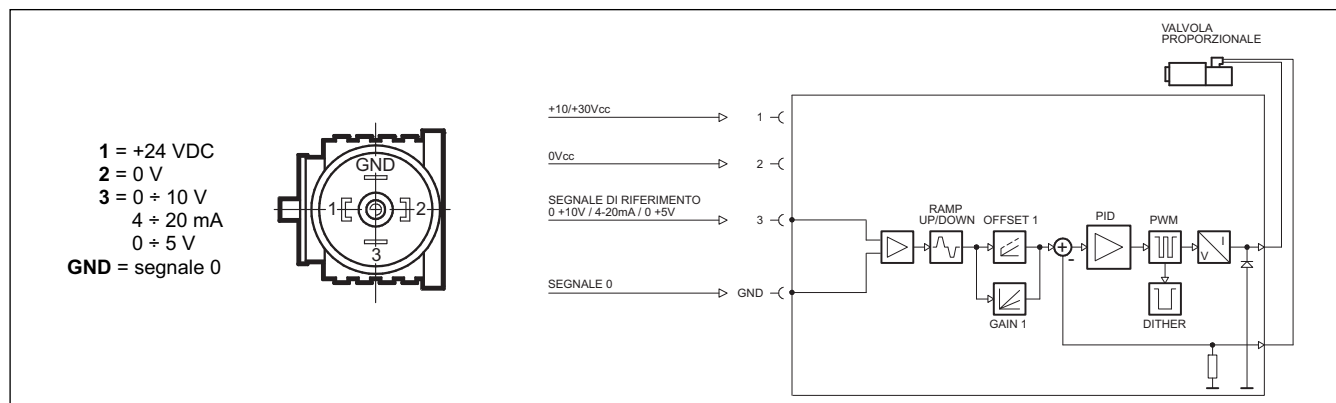 1 = +24 VDC
2 = 0 V
3 = 0 ÷ 10 V
4 ÷ 20 mA
0 ÷ 5 V
GND = segnale 0
GND
1
2
3
+10/+30Vcc
1
0Vcc
2
SEGNALE DI RIFERIMENTO
0 +10V / 4-20mA / 0 +5V
3
SEGNALE 0
GND
RAMP
UP/DOWN
OFFSET 1
GAIN 1
+
-
PID
PWM
DITHER
I
V
VALVOLA
PROPORZIONALE